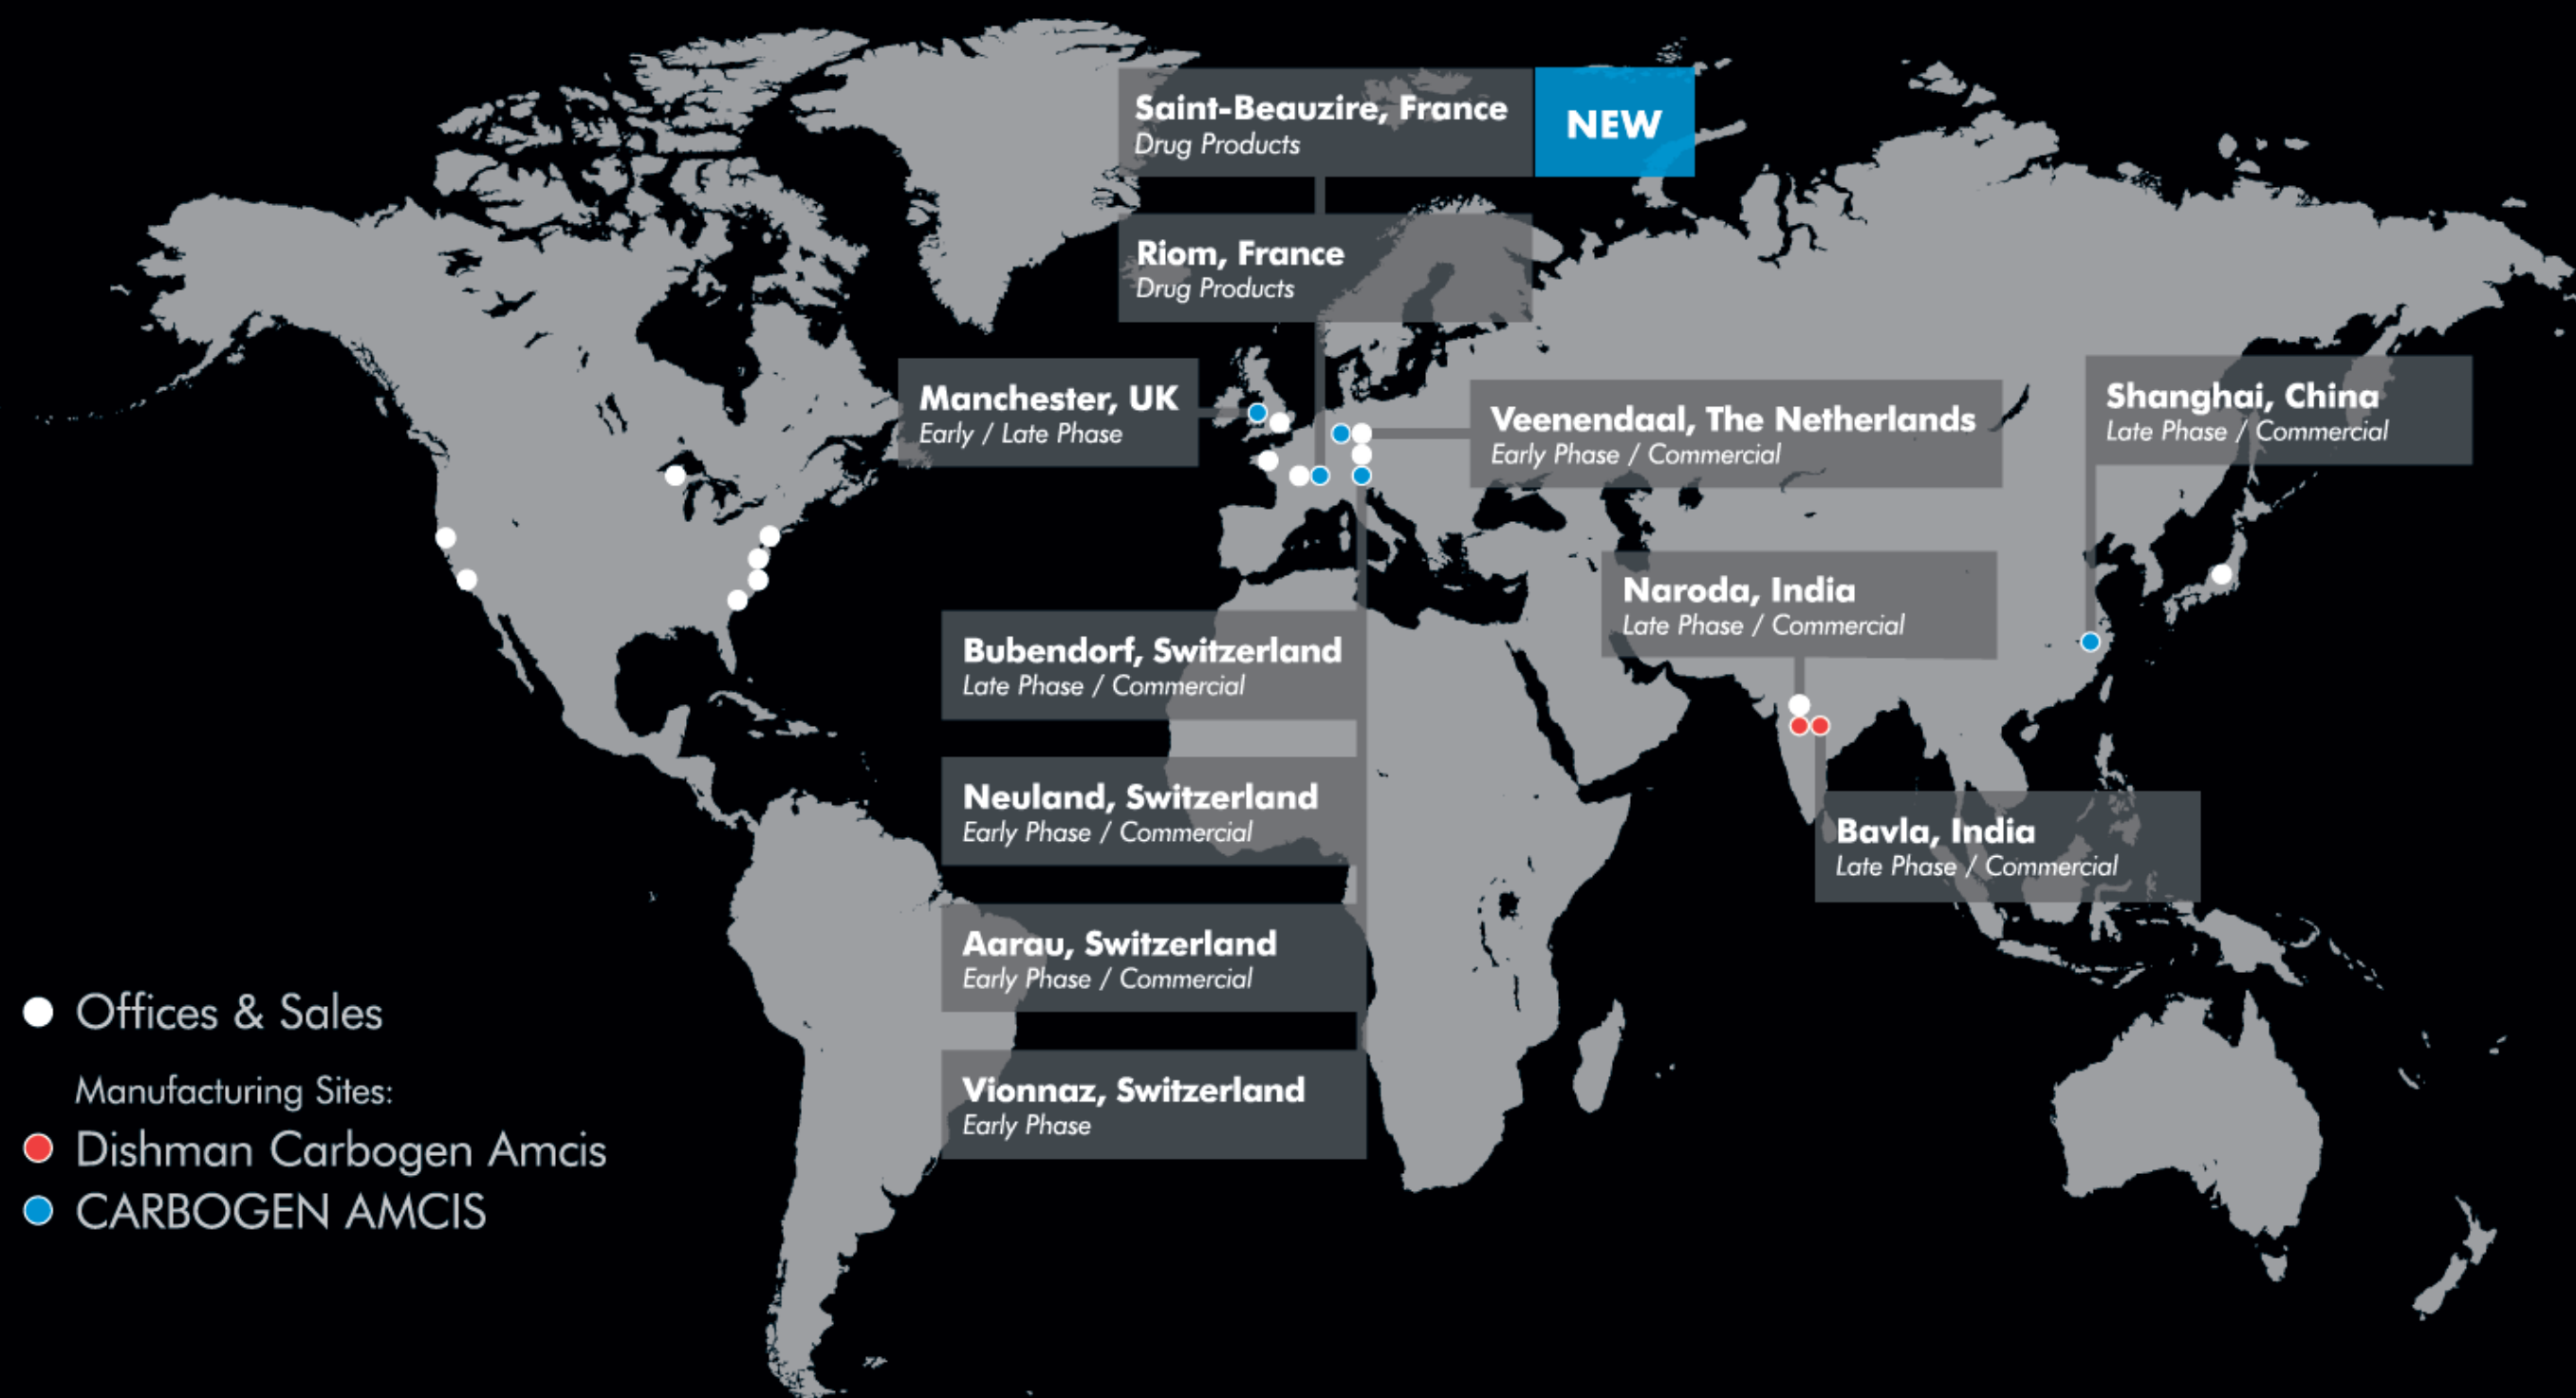 Saint-Beauzire, France
Drug Products
NEW
Riom, France
Drug Products
Manchester, UK
Early / Late Phase
Veenendaal, The Netherlands
Early Phase / Commercial
Shanghai, China
Late Phase / Commercial
Naroda, India
Late Phase / Commercial
Bubendorf, Switzerland
Late Phase / Commercial
Neuland, Switzerland
Early Phase / Commercial
Bavla, India
Late Phase / Commercial
Aarau, Switzerland
Early Phase / Commercial
Vionnaz, Switzerland
Early Phase
Offices & Sales
Manufacturing Sites:
Dishman Carbogen Amcis
CARBOGEN AMCIS